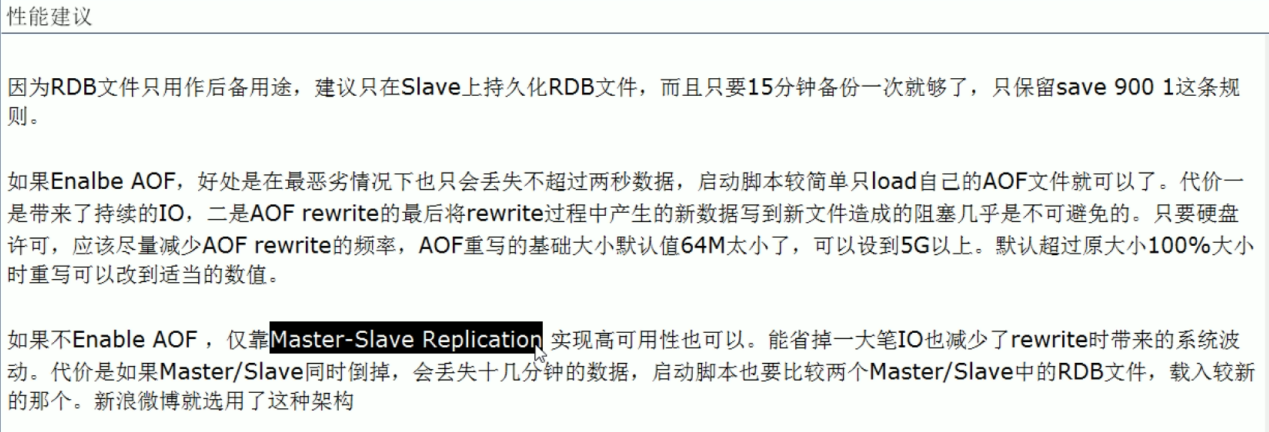 性能建议
因为RDB文件只用作后备用途，建议只在Slave上持久化RDB文件，而且只要15分钟备份一次就够了，只保留save 900 1这条规
则。
如果Enalbe AOF，好处是在最恶劣情况下也只会丢失不超过两秒数据，启动脚本较简单只load自己的AOF文件就可以了。代价一
是带来了持续的IO，二是AOF rewrite的最后将rewrite过程中产生的新数据写到新文件造成的阻塞几乎是不可避免的。只要硬盘
许可，应该尽量减少AOF rewrite的频率，AOF重写的基础大小默认值64M太小了，可以设到5G以上。默认超过原大小100%大小
时重写可以改到适当的数值。
如果不Enable AOF ，仅靠Master-Slave Replication 实现高可用性也可以。能省掉一大笔IO也减少了rewrite时带来的系统波
动。代价是如果Master/Slave同时倒掉，会丢失十几分钟的数据，启动脚本也要比较两个Master/Slave中的RDB文件，载入较新
的那个。新浪微博就选用了这种架构